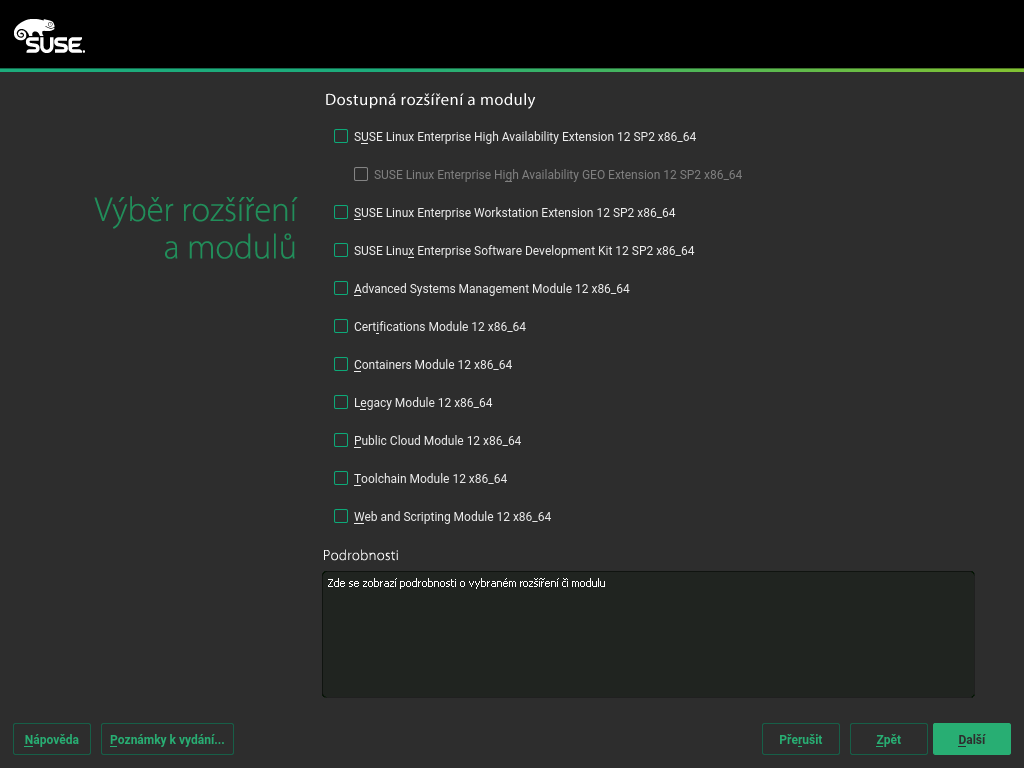 SUSE.
Výběr rozšíření
a modulů
Dostupná rozšíření a moduly
SUSE Linux Enterprise High Availability Extension 12 SP2 x86_64
SUSE Linux Enterprise High Availability GEO Extension 12 SP2 x86_64
SUSE Linux Enterprise Workstation Extension 12 SP2 x86_64
SUSE Linux Enterprise Software Development Kit 12 SP2 x86_64
Advanced Systems Management Module 12 x86_64
Certifications Module 12 x86_64
Containers Module 12 x86_64
Legacy Module 12 x86_64
Public Cloud Module 12 x86_64
Toolchain Module 12 x86_64
Web and Scripting Module 12 x86_64
Podrobnosti
Zde se zobrazí podrobnosti o vybraném rozšíření či modulu
Nápověda
Poznámky k vydání...
Přerušit
Zpět
Další